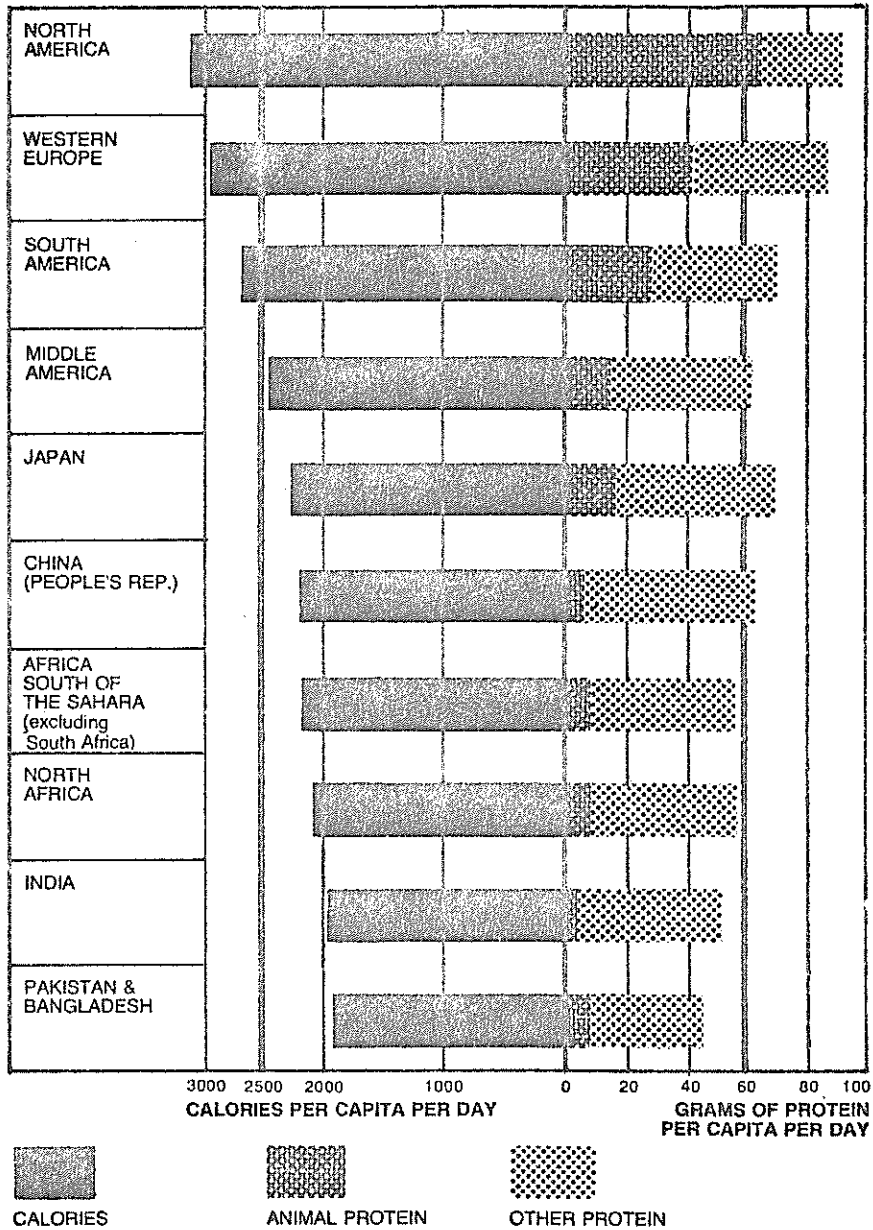 NORTH
AMERICA
WESTERN
EUROPE
SOUTH
AMERICA
MIDDLE
AMERICA
JAPAN
CHINA
(PEOPLE'S REP.)
AFRICA
SOUTH OF
THE SAHARA
(excluding
South Africa)
NORTH
AFRICA
INDIA
PAKISTAN &
BANGLADESH
3000 2500 2000 1000 0 20 40 60 80 100
CALORIES PER CAPITA PER DAY
GRAMS OF PROTEIN
PER CAPITA PER DAY
CALORIES
ANIMAL PROTEIN
OTHER PROTEIN